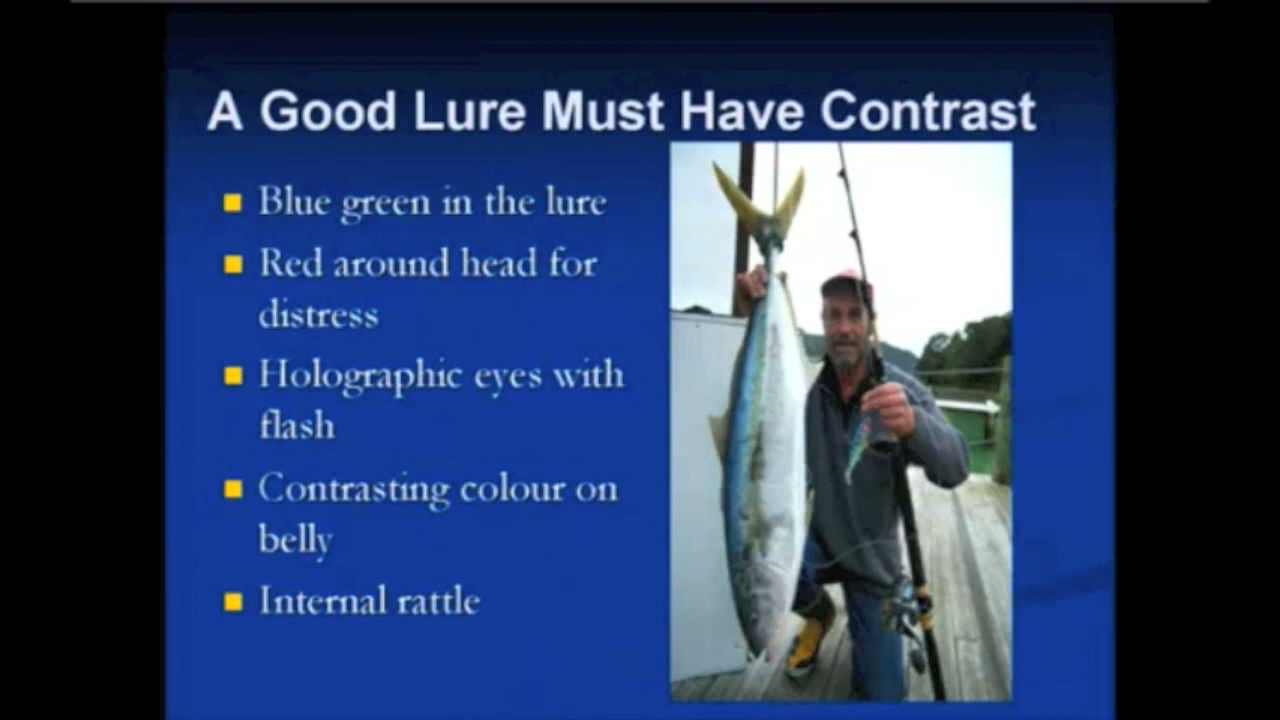 A Good Lure Must Have Contrast
Blue green in the lure
Red around head for
distress
Holographic eyes with
flash
Contrasting colour on
belly
Internal rattle